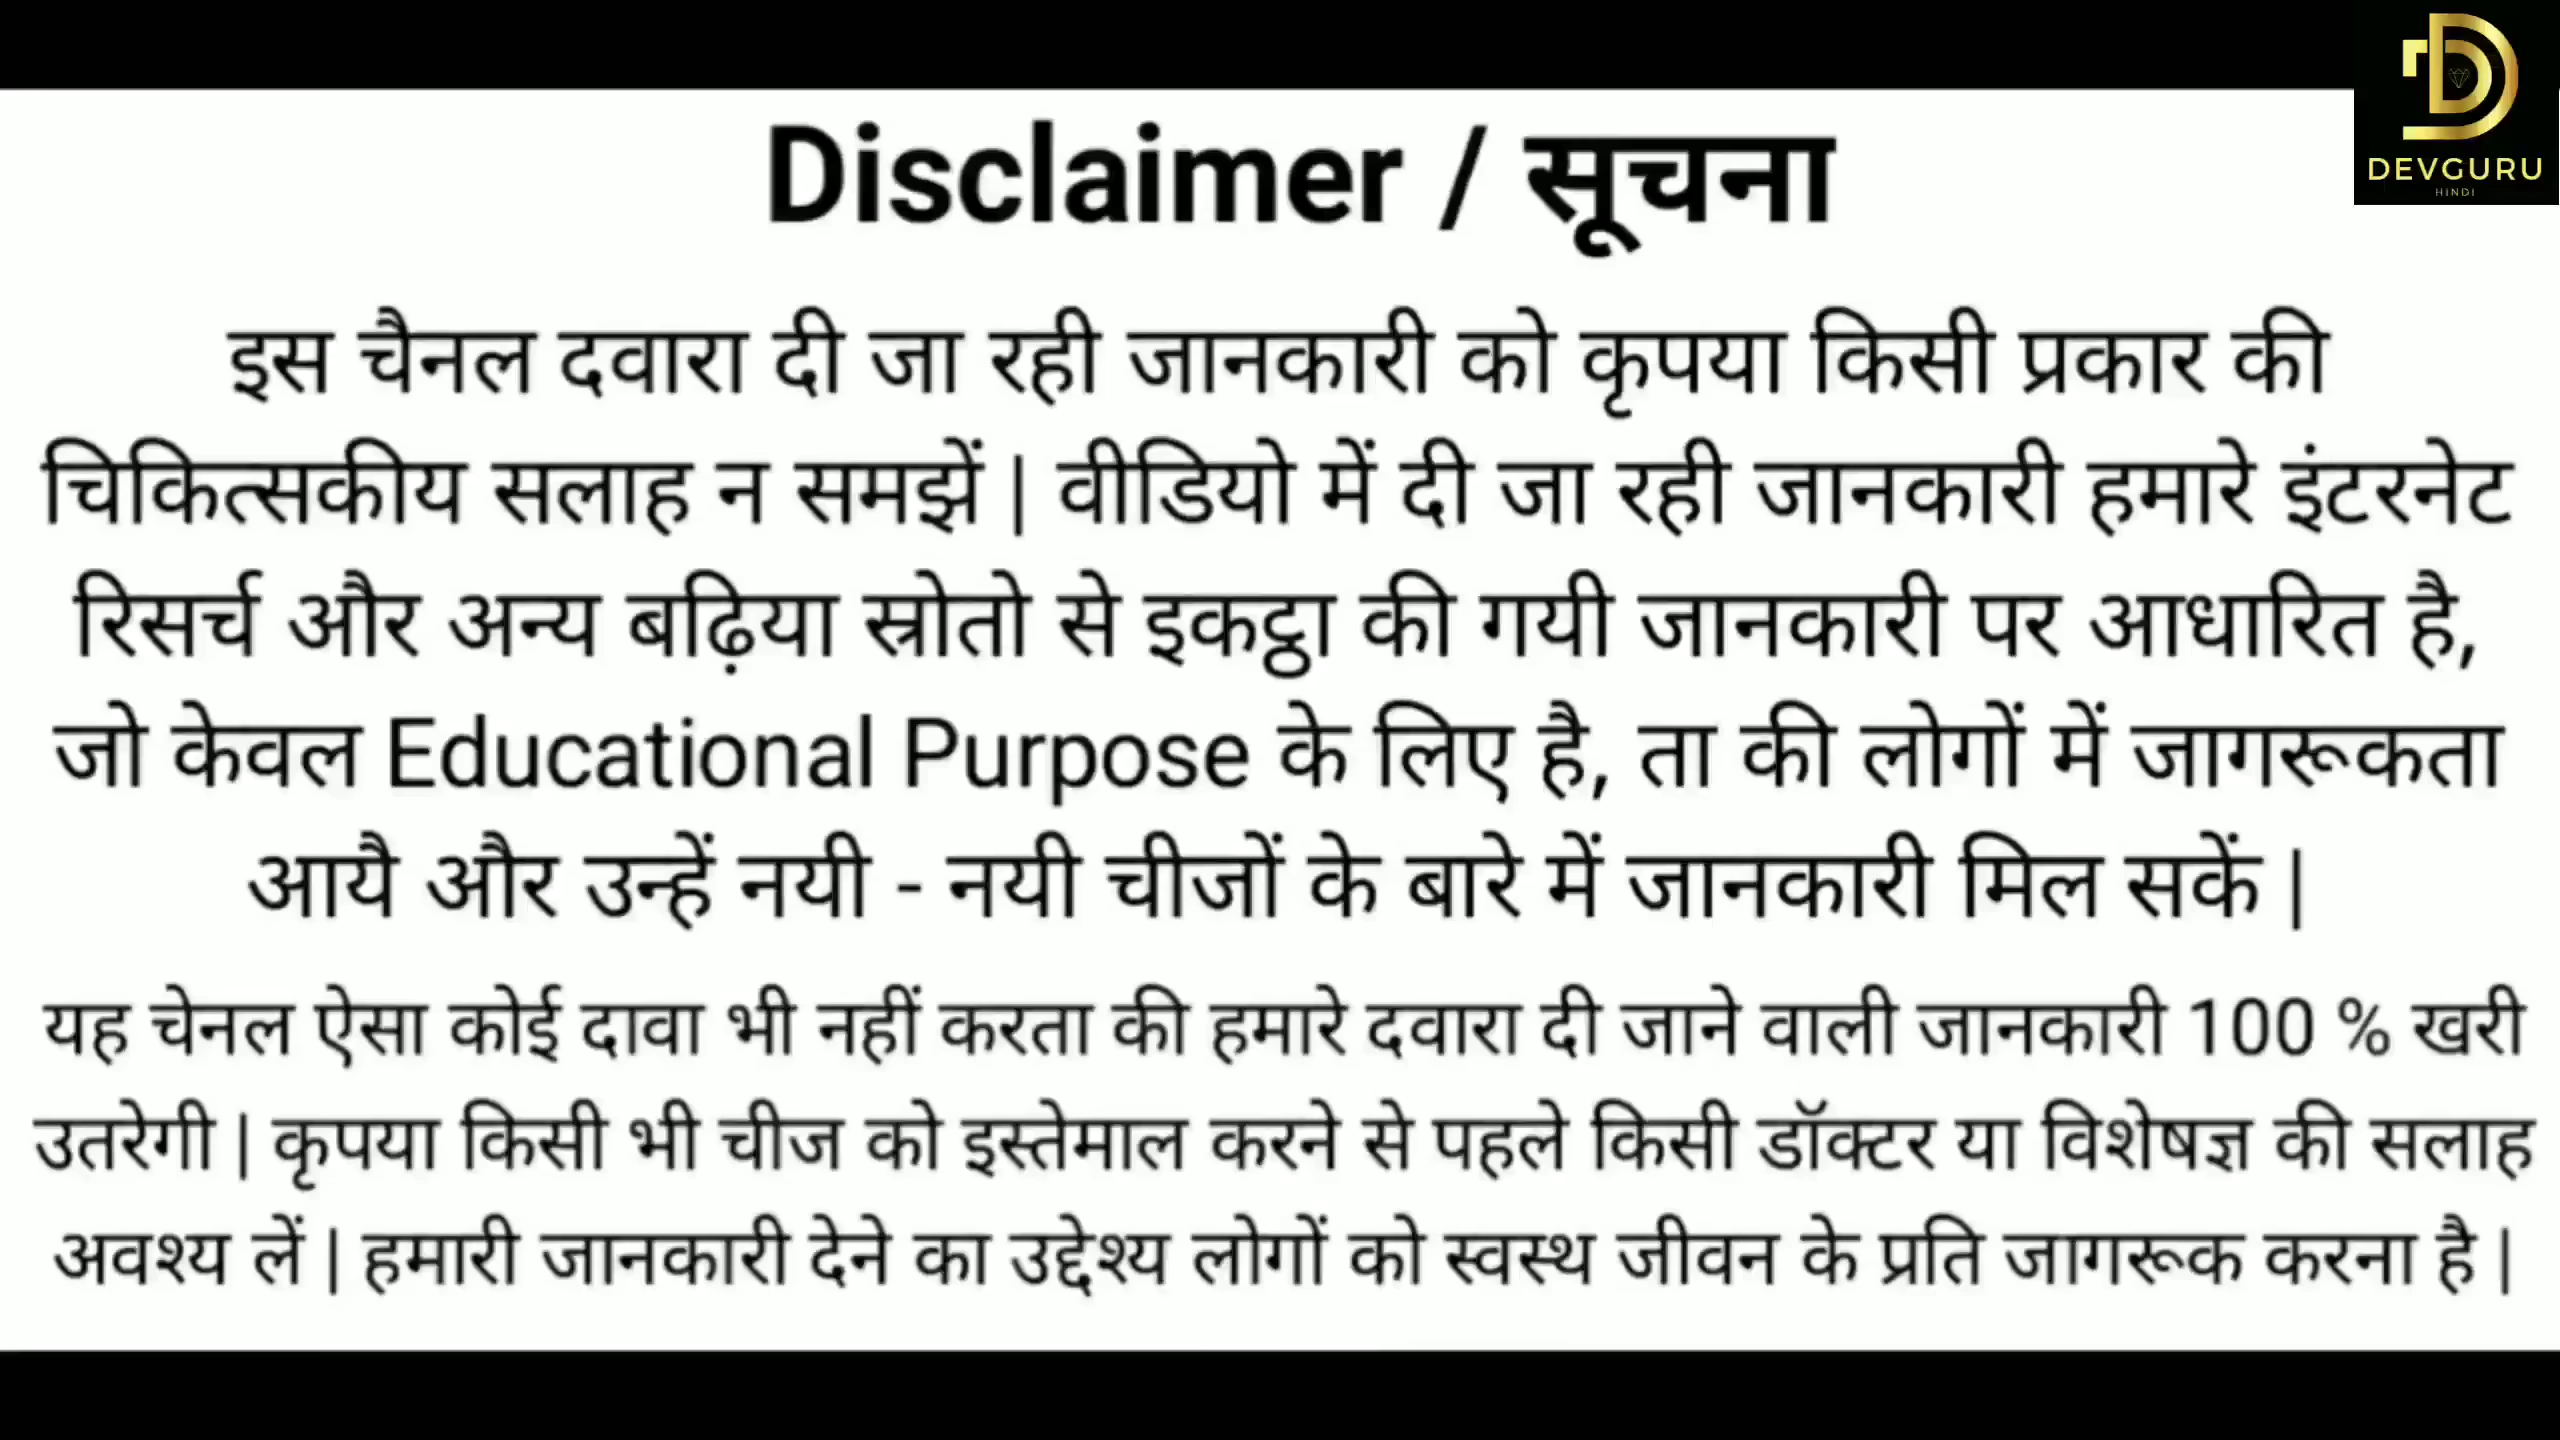 DEVGURU
HINDI
Disclaimer / सूचना
इस चैनल दवारा दी जा रही जानकारी को कृपया किसी प्रकार की
चिकित्सकीय सलाह न समझें | वीडियो में दी जा रही जानकारी हमारे इंटरनेट
रिसर्च और अन्य बढ़िया स्रोतो से इकट्ठा की गयी जानकारी पर आधारित है,
जो केवल Educational Purpose के लिए है, ता की लोगों में जागरूकता
आयै और उन्हें नयी - नयी चीजों के बारे में जानकारी मिल सकें |
यह चेनल ऐसा कोई दावा भी नहीं करता की हमारे दवारा दी जाने वाली जानकारी 100 % खरी
उतरेगी | कृपया किसी भी चीज को इस्तेमाल करने से पहले किसी डॉक्टर या विशेषज्ञ की सलाह
अवश्य लें | हमारी जानकारी देने का उद्देश्य लोगों को स्वस्थ जीवन के प्रति जागरूक करना है |